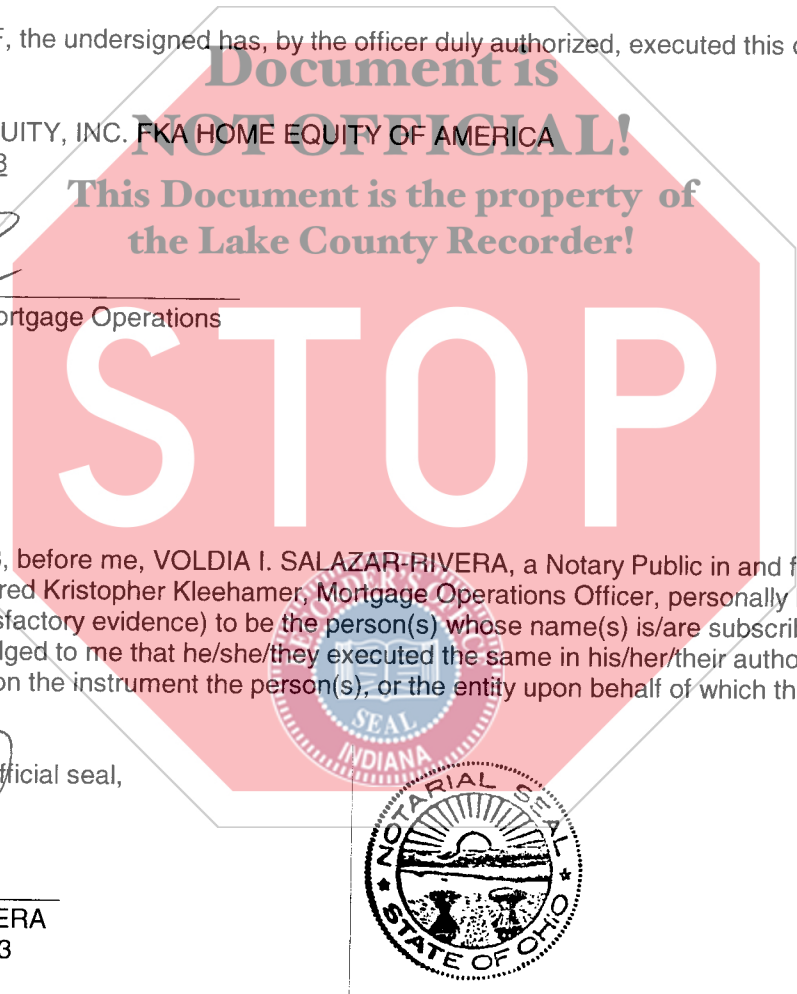 F, the undersigned has, by the officer duly authorized, executed this
Document is
UITY, INC. FKA HOME EQUITY OF AMERICA
NOT OFFICIAL!
3
This Document is the property of
the Lake County Recorder!
ortgage Operations
STOP
, before me, VOLDIA I. SALAZAR-RIVERA, a Notary Public in and f
red Kristopher Kleehamer, Mortgage Operations Officer, personally
sfactory evidence) to be the person(s) whose name(s) is/are subscri
lged to me that he/she/they executed the same in his/her/their autho
on the instrument the person(s), or the entity upon behalf of which th
RECORDER'S OFFICE
SEAL
INDIANA
fficial seal,
NOTARIAL SEAL
STATE OF OHIO
ERA
3